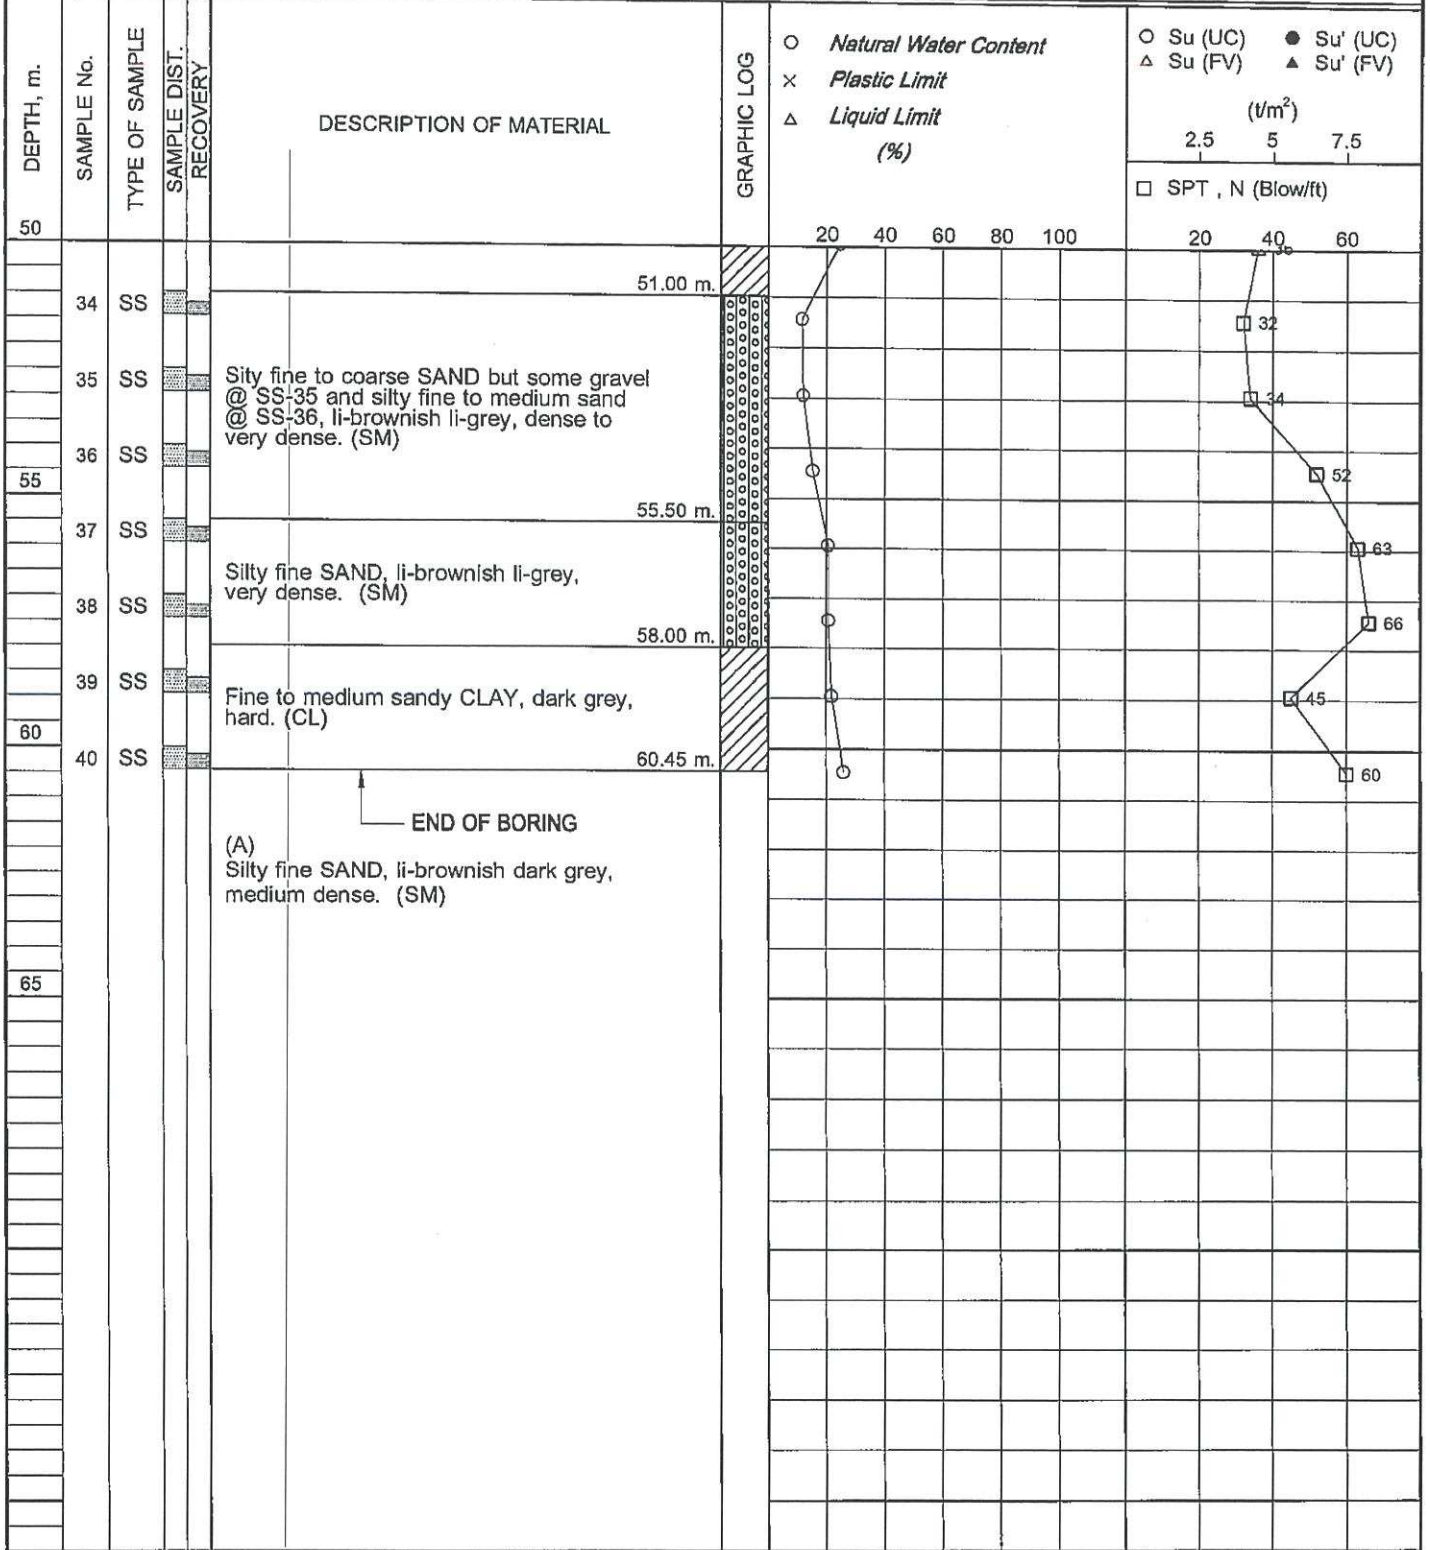 DEPTH, m.
SAMPLE No.
TYPE OF SAMPLE
SAMPLE DIST.
RECOVERY
DESCRIPTION OF MATERIAL
GRAPHIC LOG
○ Natural Water Content
× Plastic Limit
△ Liquid Limit
(%)
○ Su (UC) ● Su' (UC)
△ Su (FV) ▲ Su' (FV)
(t/m²)
2.5 5 7.5
□ SPT , N (Blow/ft)
50
20 40 60 80 100
20 40 60
51.00 m.
34 SS
32
35 SS
Sity fine to coarse SAND but some gravel
@ SS-35 and silty fine to medium sand
@ SS-36, li-brownish li-grey, dense to
very dense. (SM)
34
36 SS
55
52
55.50 m.
37 SS
63
Silty fine SAND, li-brownish li-grey,
very dense. (SM)
38 SS
66
58.00 m.
39 SS
Fine to medium sandy CLAY, dark grey,
hard. (CL)
45
60
40 SS
60.45 m.
60
END OF BORING
(A)
Silty fine SAND, li-brownish dark grey,
medium dense. (SM)
65